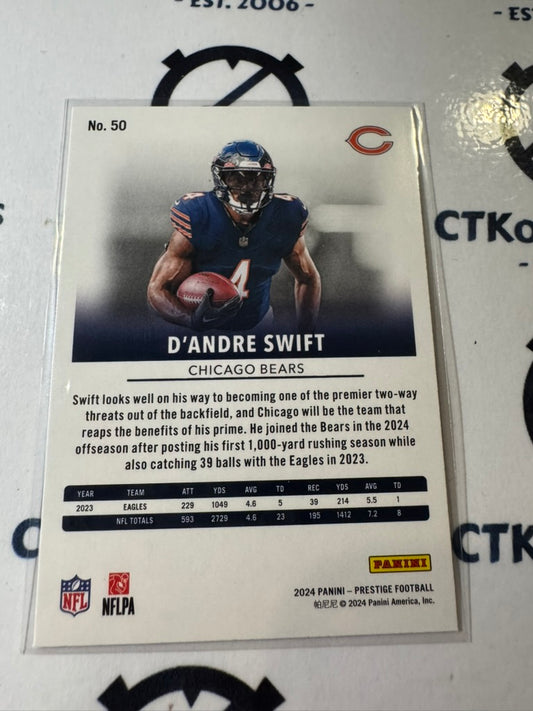 - EST. 2006 -
- ES
No. 50
C
4
4
CTKo
D'ANDRE SWIFT
CHICAGO BEARS
Swift looks well on his way to becoming one of the premier two-way
threats out of the backfield, and Chicago will be the team that
reaps the benefits of his prime. He joined the Bears in the 2024
offseason after posting his first 1,000-yard rushing season while
also catching 39 balls with the Eagles in 2023.
YEAR TEAM ATT YDS AVG TD REC YDS AVG TD
2023 EAGLES 229 1049 4.6 5 39 214 5.5 1
NFL TOTALS 593 2729 4.6 23 195 1412 7.2 8
CTK
PANINI
NFL
NFLPA
2024 PANINI – PRESTIGE FOOTBALL
帕尼尼 © 2024 Panini America, Inc.